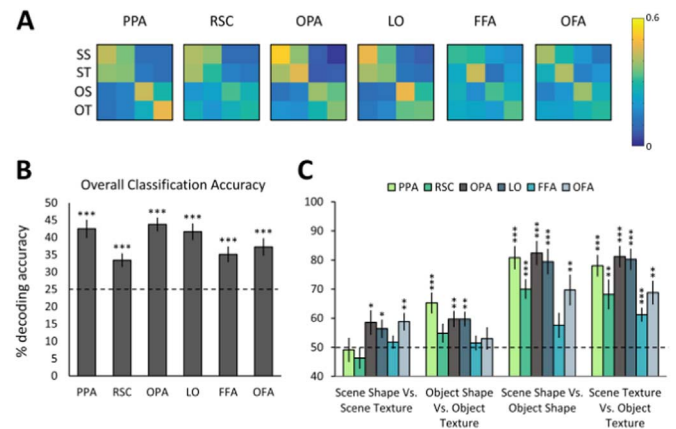 A
PPA RSC OPA LO FFA OFA
SS
ST
OS
OT
0.6
0
B
Overall Classification Accuracy
% decoding accuracy
50
45
40
35
30
25
20
15
10
5
0
*** *** *** *** *** ***
PPA RSC OPA LO FFA OFA
C
PPA RSC OPA LO FFA OFA
100
90
80
70
60
50
40
* * ** *** ** ** *** *** *** *** ** *** ** *** *** *** **
Scene Shape Vs. Object Shape Scene Shape Vs. Scene Texture
Scene Texture Vs. Object Vs. Object Shape Vs. Object
Texture Texture